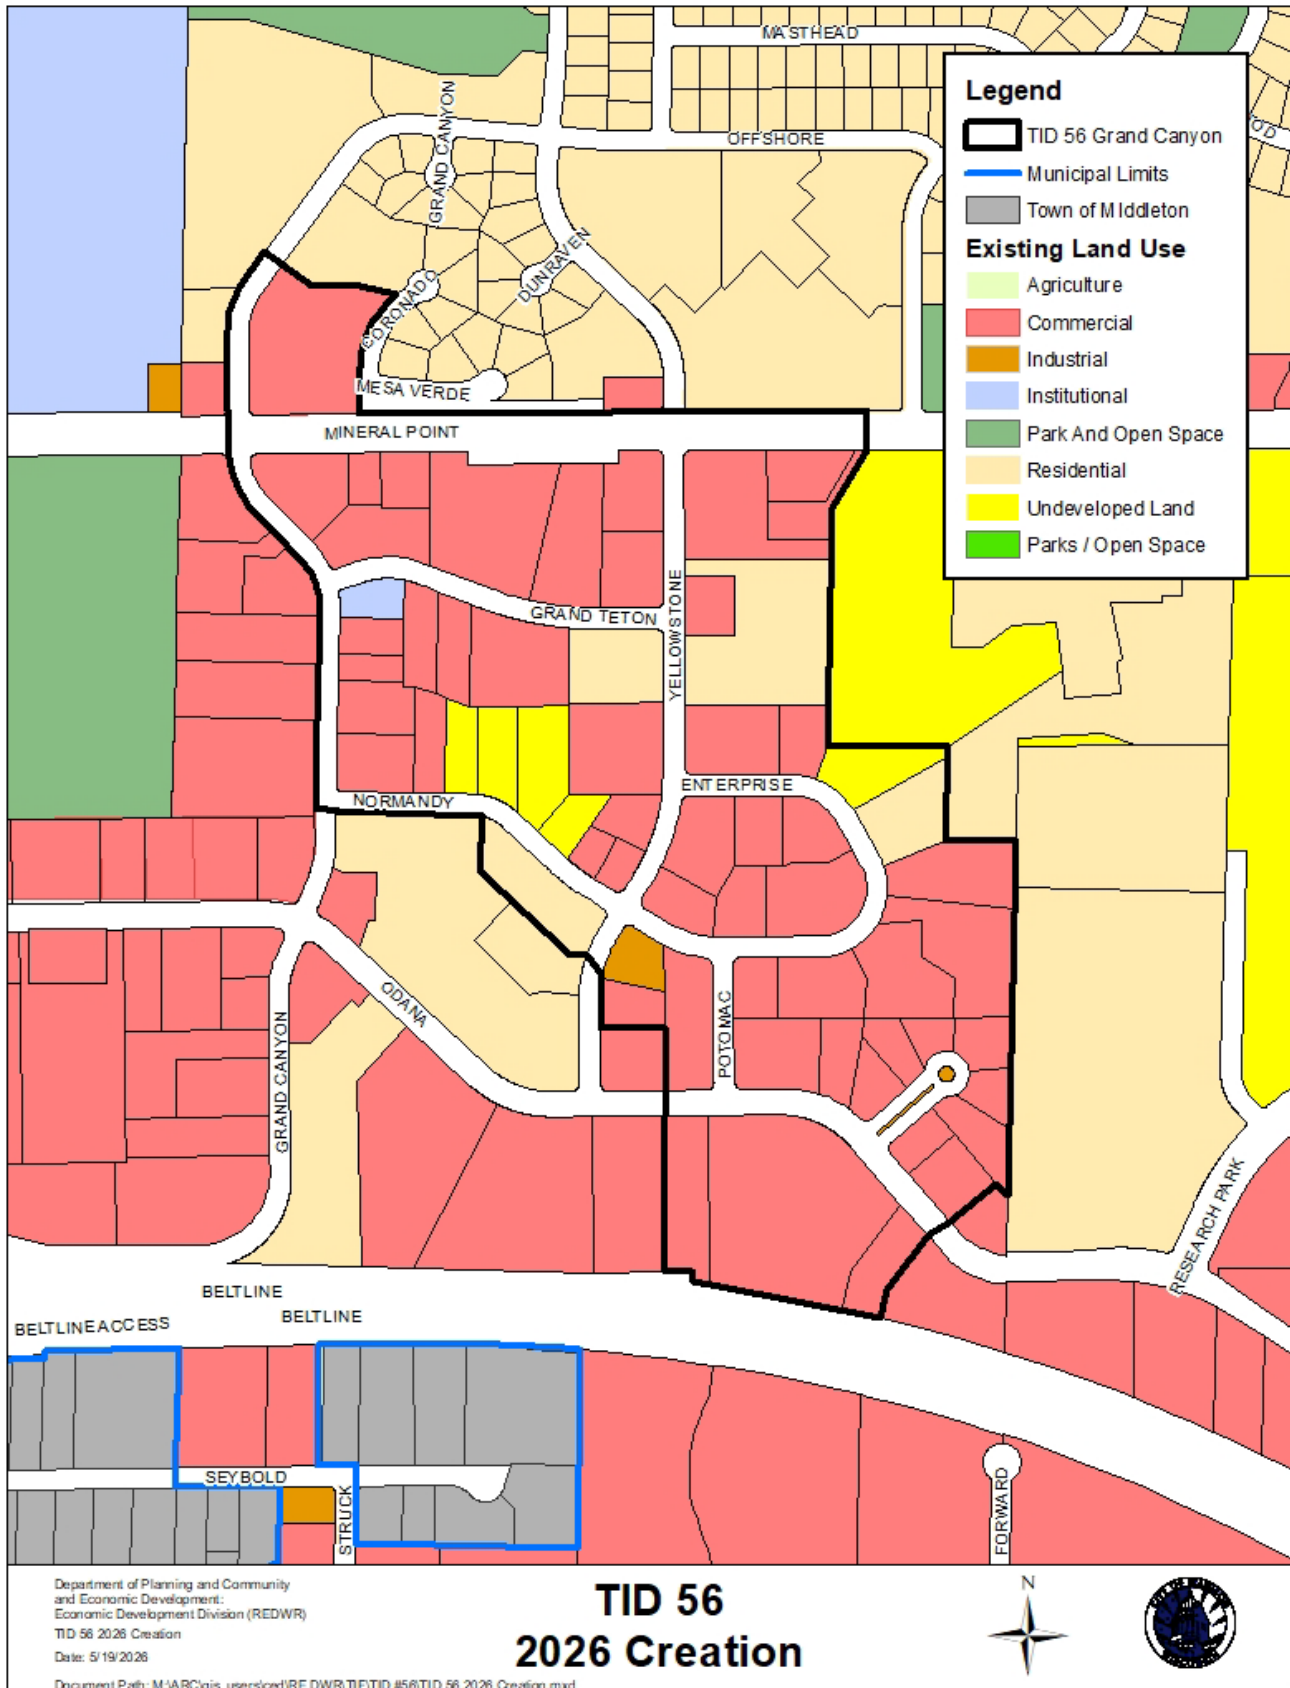 MASTHEAD
OFFSHORE
GRAND CANYON
DUNRAVEN
CORONADO
MESA VERDE
MINERAL POINT
GRAND TETON
YELLOWSTONE
NORMANDY
ENTERPRISE
ODANA
POTOMAC
GRAND CANYON
RESEARCH PARK
BELTLINE
BELTLINE
BELTLINE ACCESS
SEYBOLD
STRUCK
FORWARD
Legend
TID 56 Grand Canyon
Municipal Limits
Town of MIddleton
Existing Land Use
Agriculture
Commercial
Industrial
Institutional
Park And Open Space
Residential
Undeveloped Land
Parks / Open Space
Department of Planning and Community
and Economic Development:
Economic Development Division (REDWR)
TID 56 2026 Creation
Date: 5/19/2026
TID 56
2026 Creation
N